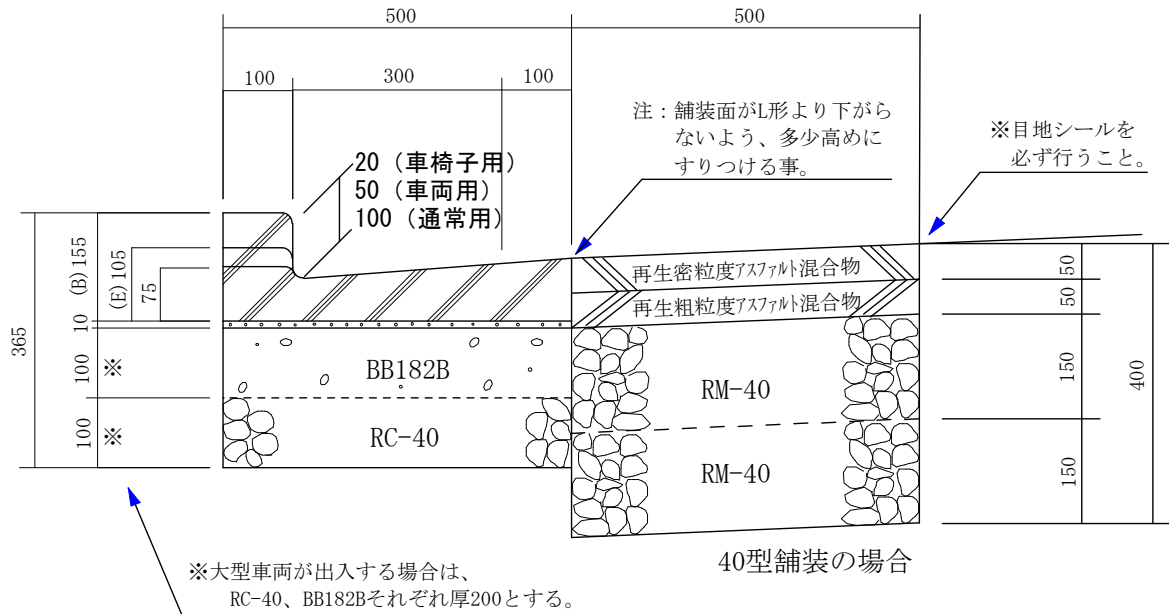 500
500
100
300
100
注：舗装面がL形より下がら
ないよう、多少高めに
すりつける事。
※目地シールを
必ず行うこと。
20（車椅子用）
50（車両用）
100（通常用）
365
(B)155
(E)105
75
10
100
※
100
※
再生密粒度アスファルト混合物
再生粗粒度アスファルト混合物
BB182B
RC-40
RM-40
RM-40
50
50
150
150
400
40型舗装の場合
※大型車両が出入する場合は、
RC-40、BB182Bそれぞれ厚200とする。